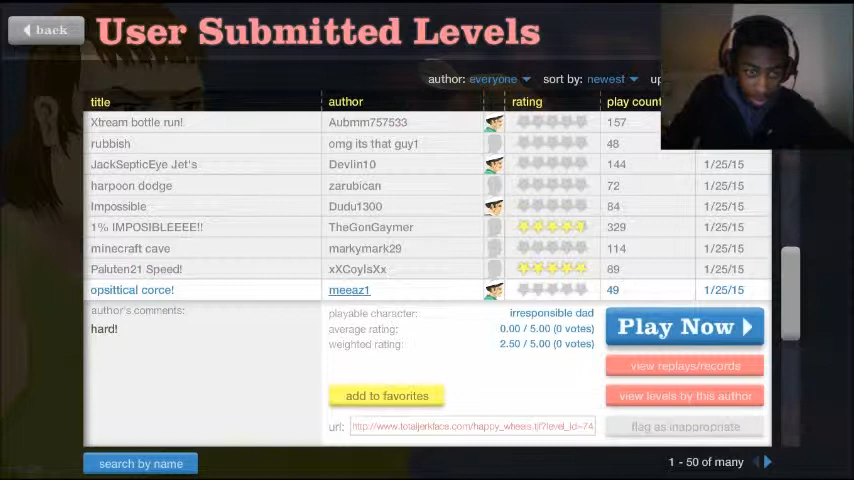 back
User Submitted Levels
author: everyone sort by: newest up
title author rating play count
Xtream bottle run! Aubmm757533 157
rubbish omg its that guy1 48
JackSepticEye Jet's Devlin10 144 1/25/15
harpoon dodge zarubican 72 1/25/15
Impossible Dudu1300 84 1/25/15
1% IMPOSIBLEEEE!! TheGonGaymer 329 1/25/15
minecraft cave markymark29 114 1/25/15
Paluten21 Speed! xXCoylsXx 89 1/25/15
opsittical corce! meeaz1 49 1/25/15
author's comments:
hard!
playable character: irresponsible dad
average rating: 0.00 / 5.00 (0 votes)
weighted rating: 2.50 / 5.00 (0 votes)
Play Now
view replays/records
add to favorites
view levels by this author
url: http://www.totaljerkface.com/happy_wheels.tjf?level_id=74
flag as inappropriate
search by name
1 - 50 of many